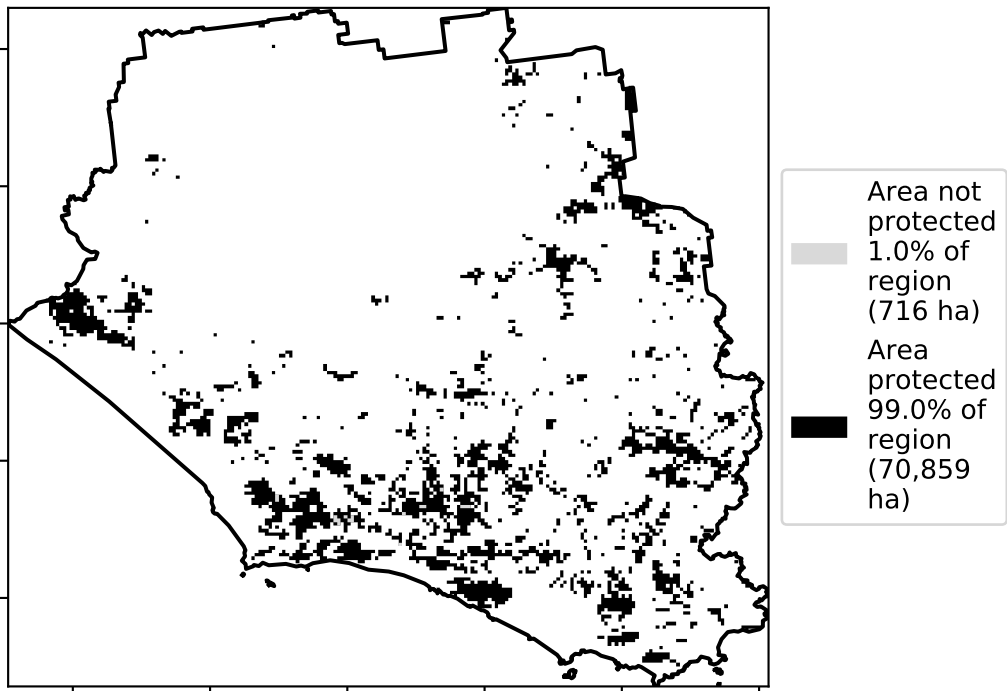 Area not
protected
1.0% of
region
(716 ha)
Area
protected
99.0% of
region
(70,859
ha)